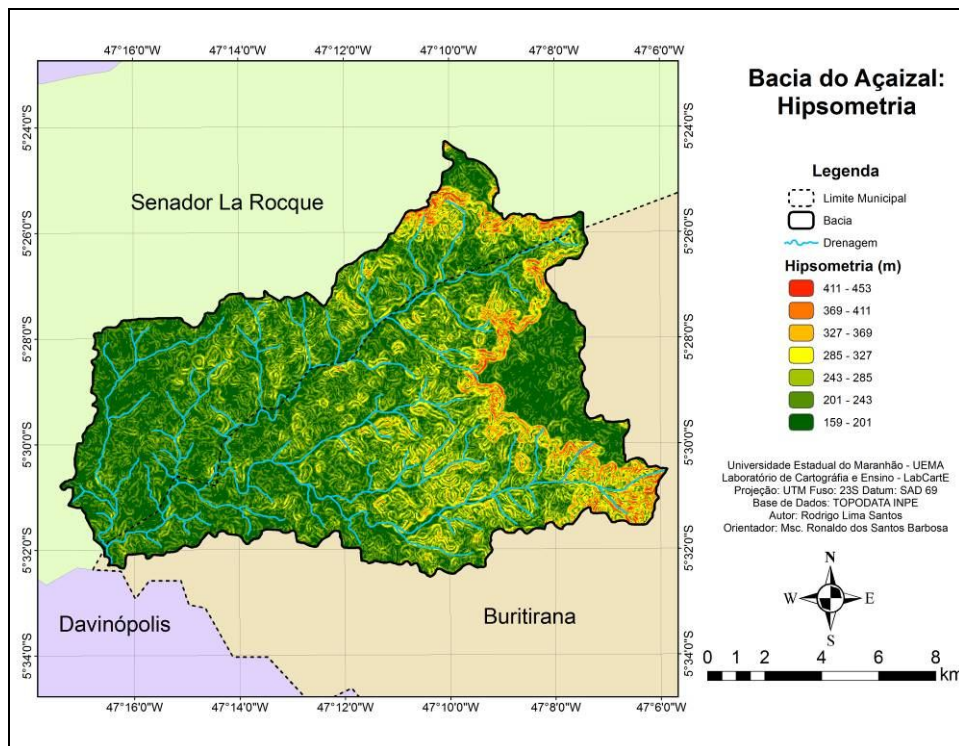 47°16'0"W 47°14'0"W 47°12'0"W 47°10'0"W 47°8'0"W 47°6'0"W
5°24'0"S 5°24'0"S
5°26'0"S 5°26'0"S
5°28'0"S 5°28'0"S
5°30'0"S 5°30'0"S
5°32'0"S 5°32'0"S
5°34'0"S 5°34'0"S
47°16'0"W 47°14'0"W 47°12'0"W 47°10'0"W 47°8'0"W 47°6'0"W
Senador La Rocque
Davinópolis
Buritirana
Bacia do Açaizal:
Hipsometria
Legenda
Limite Municipal
Bacia
Drenagem
Hipsometria (m)
411 - 453
369 - 411
327 - 369
285 - 327
243 - 285
201 - 243
159 - 201
Universidade Estadual do Maranhão - UEMA
Laboratório de Cartográfia e Ensino - LabCartE
Projeção: UTM Fuso: 23S Datum: SAD 69
Base de Dados: TOPODATA INPE
Autor: Rodrigo Lima Santos
Orientador: Msc. Ronaldo dos Santos Barbosa
N
W E
S
0 1 2 4 6 8
km